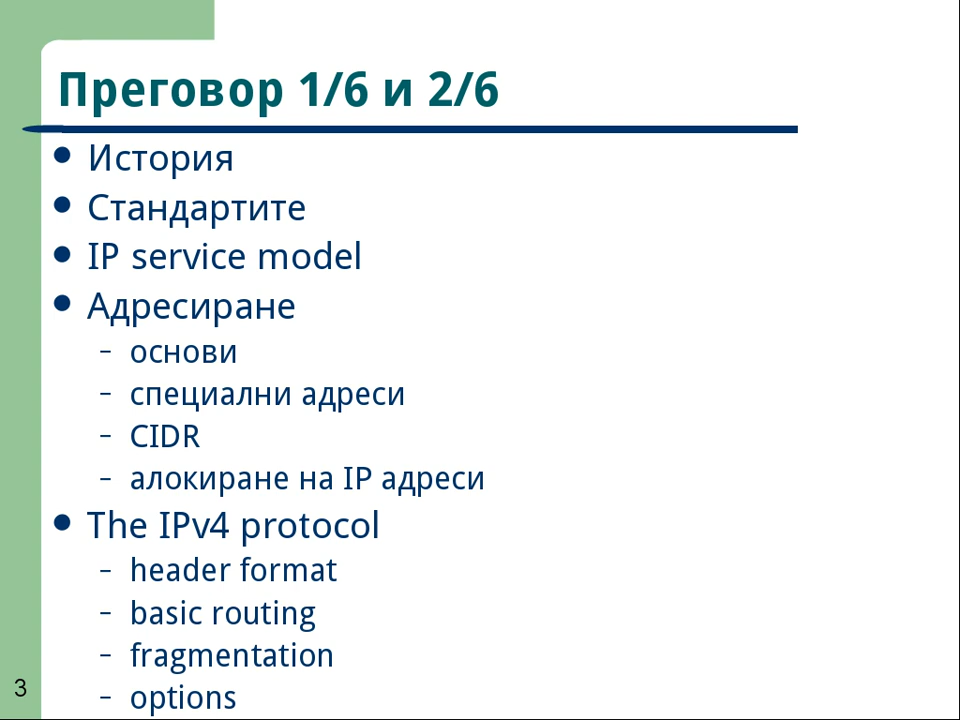 Преговор 1/6 и 2/6
● История
● Стандартите
● IP service model
● Адресиране
– основи
– специални адреси
– CIDR
– алокиране на IP адреси
● The IPv4 protocol
– header format
– basic routing
– fragmentation
– options
3